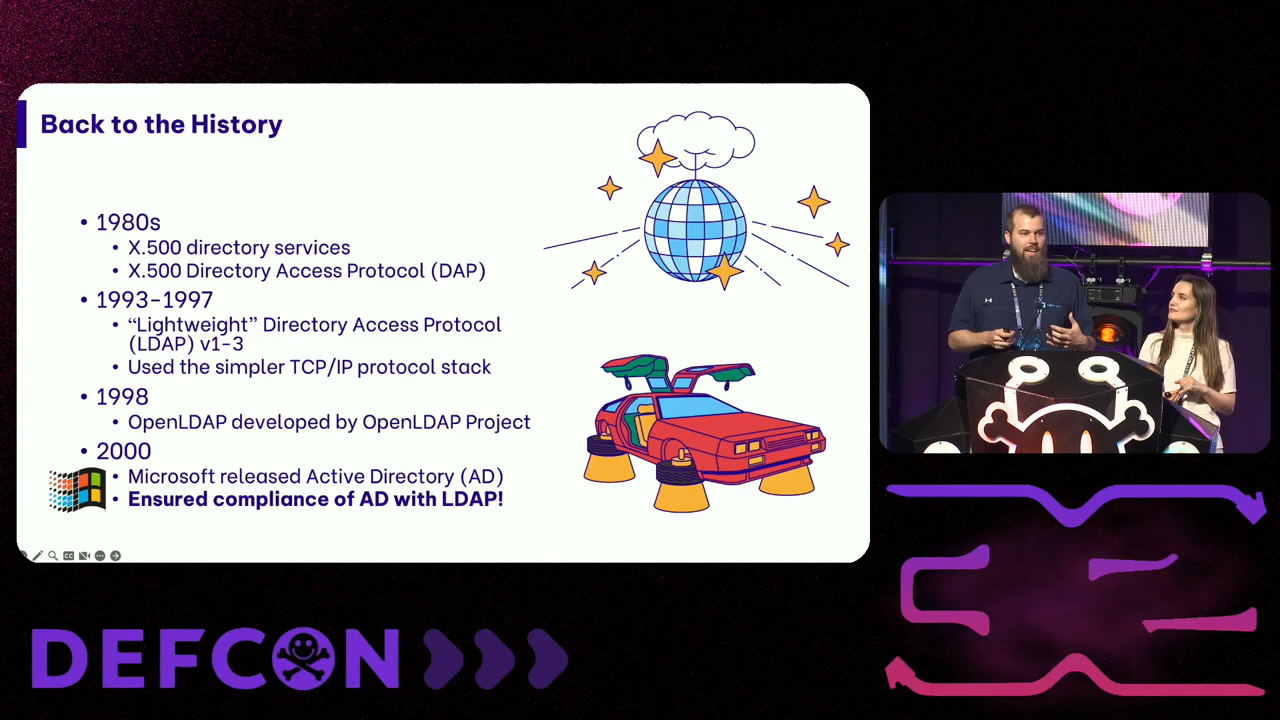 Back to the History
• 1980s
• X.500 directory services
• X.500 Directory Access Protocol (DAP)
• 1993-1997
• “Lightweight” Directory Access Protocol
(LDAP) v1-3
• Used the simpler TCP/IP protocol stack
• 1998
• OpenLDAP developed by OpenLDAP Project
• 2000
• Microsoft released Active Directory (AD)
• Ensured compliance of AD with LDAP!
DEFCON